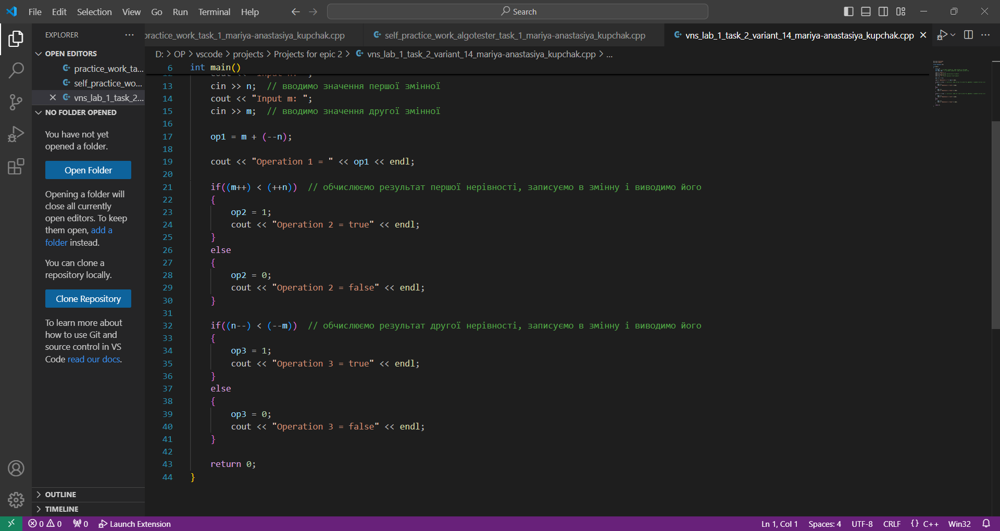 File Edit Selection View Go Run Terminal Help Search
EXPLORER
OPEN EDITORS
practice_work_ta...
self_practice_wo...
vns_lab_1_task_2...
NO FOLDER OPENED
You have not yet
opened a folder.
Open Folder
Opening a folder will
close all currently
open editors. To keep
them open, add a
folder instead.
You can clone a
repository locally.
Clone Repository
To learn more about
how to use Git and
source control in VS
Code read our docs.
OUTLINE
TIMELINE
ractice_work_task_1_mariya-anastasiya_kupchak.cpp self_practice_work_algotester_task_1_mariya-anastasiya_kupchak.cpp vns_lab_1_task_2_variant_14_mariya-anastasiya_kupchak.cpp
D: > OP > vscode > projects > Projects for epic 2 > vns_lab_1_task_2_variant_14_mariya-anastasiya_kupchak.cpp > ...
6 int main()
13 cin >> n; // вводимо значення першої змінної
14 cout << "Input m: ";
15 cin >> m; // вводимо значення другої змінної
16
17 op1 = m + (--n);
18
19 cout << "Operation 1 = " << op1 << endl;
20
21 if((m++) < (++n)) // обчислюємо результат першої нерівності, записуємо в змінну і виводимо його
22 {
23 op2 = 1;
24 cout << "Operation 2 = true" << endl;
25 }
26 else
27 {
28 op2 = 0;
29 cout << "Operation 2 = false" << endl;
30 }
31
32 if((n--) < (--m)) // обчислюємо результат другої нерівності, записуємо в змінну і виводимо його
33 {
34 op3 = 1;
35 cout << "Operation 3 = true" << endl;
36 }
37 else
38 {
39 op3 = 0;
40 cout << "Operation 3 = false" << endl;
41 }
42
43 return 0;
44 }
0 0 0 Launch Extension Ln 1, Col 1 Spaces: 4 UTF-8 CRLF {} C++ Win32